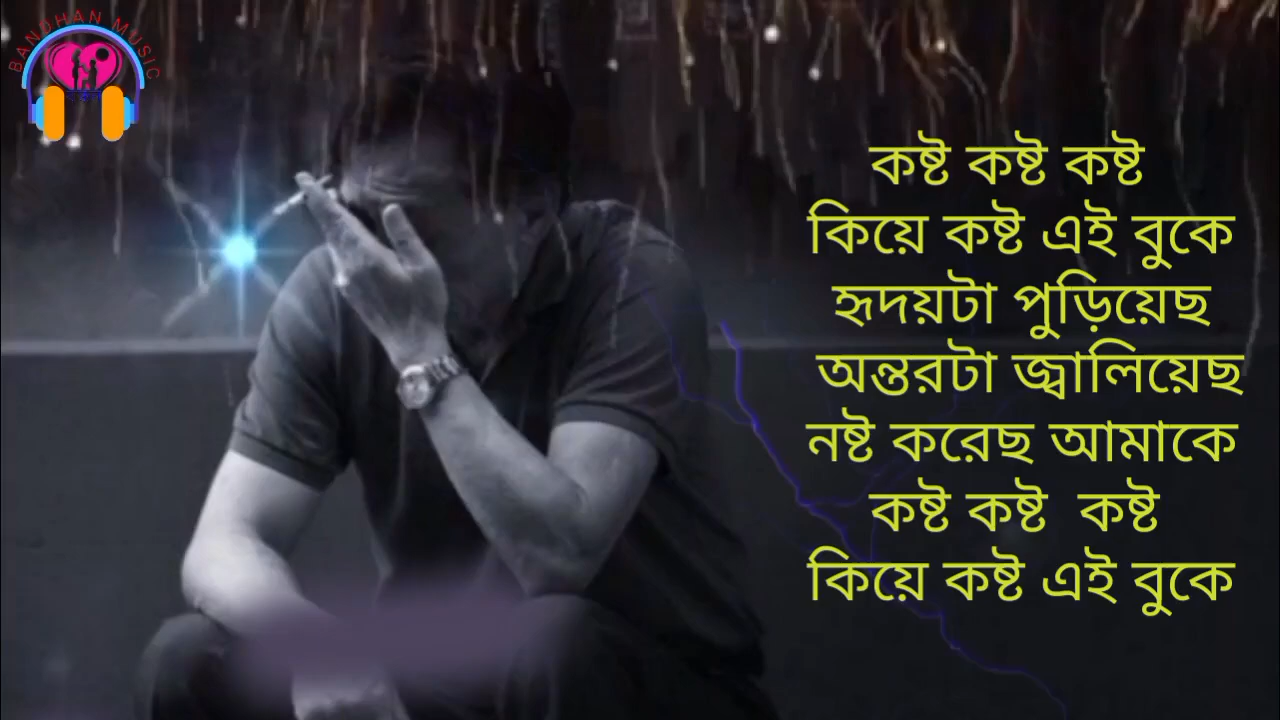 BANDHAN MUSIC
কষ্ট কষ্ট কষ্ট
কিয়ে কষ্ট এই বুকে
হৃদয়টা পুড়িয়েছ
অন্তরটা জ্বালিয়েছ
নষ্ট করেছ আমাকে
কষ্ট কষ্ট কষ্ট
কিয়ে কষ্ট এই বুকে